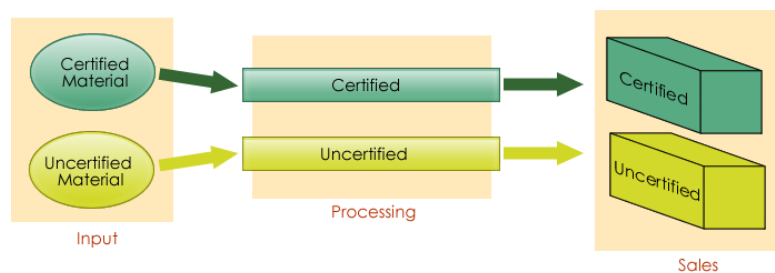 Certified
Material
Uncertified
Material
Input
Certified
Uncertified
Processing
Certified
Uncertified
Sales